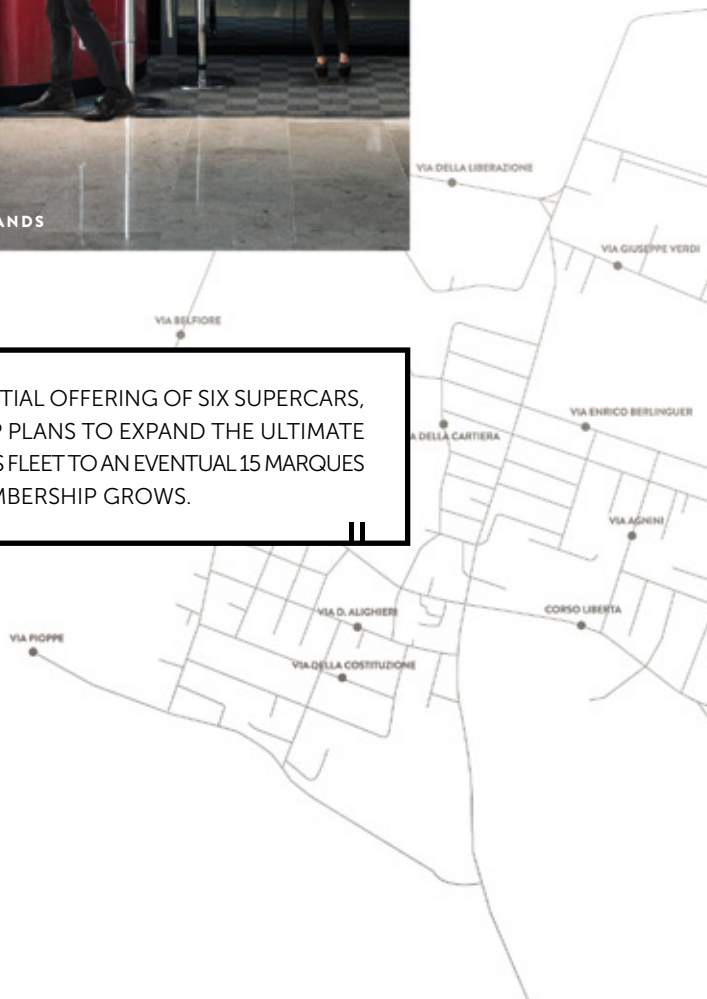 ANDS
VIA DELLA LIBERAZIONE
VIA GIUSEPPE VERDI
VIA BELFIORE
TIAL OFFERING OF SIX SUPERCARS,
P PLANS TO EXPAND THE ULTIMATE
S FLEET TO AN EVENTUAL 15 MARQUES
MBERSHIP GROWS.
VIA ENRICO BERLINGUER
A DELLA CARTIERA
VIA AGNINI
VIA D. ALIGHIERI
CORSO LIBERTA
VIA PIOPPE
VIA DELLA COSTITUZIONE